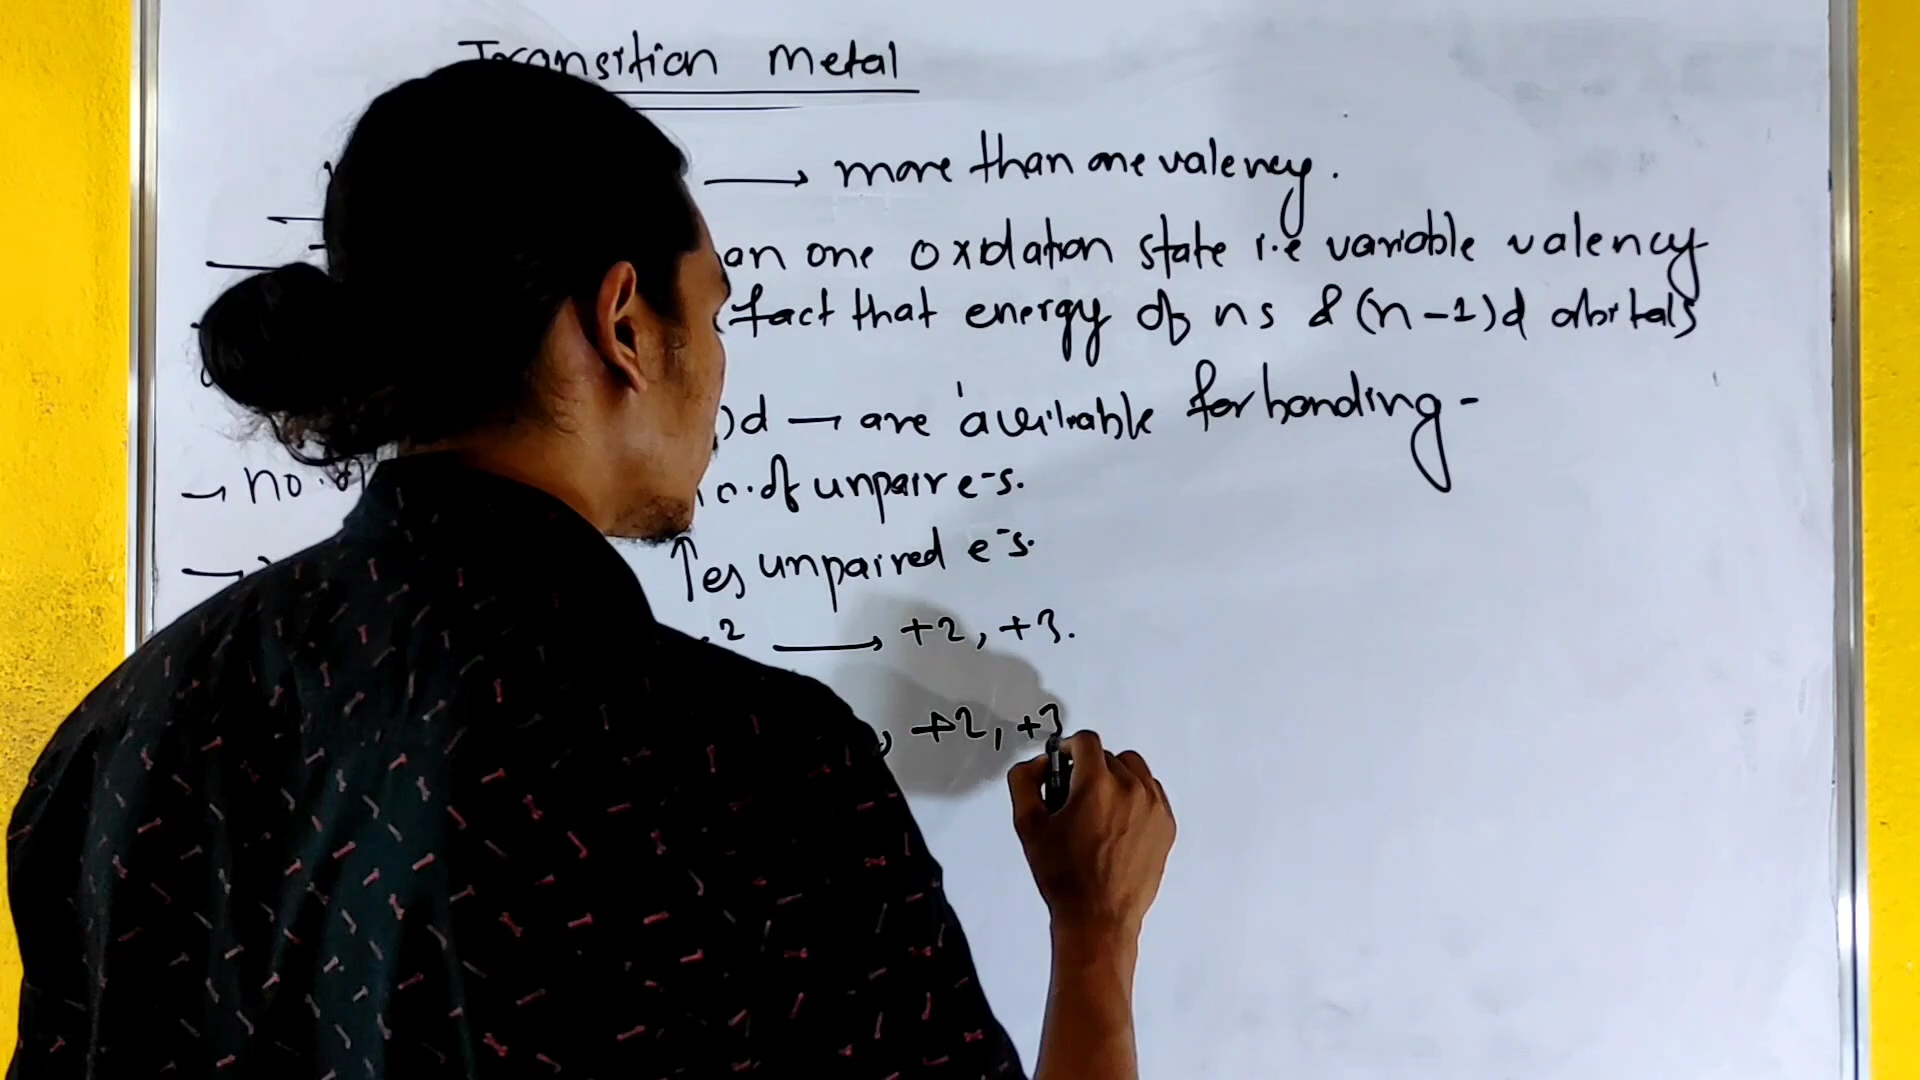 Transition Metal
→ more than one valency.
an one oxidation state i.e variable valency
fact that energy of ns & (n-1)d orbitals
)d → are available for bonding -
→ no. of unpair e-s.
→ ↑es unpaired e-s.
2 → +2, +3.
, +2, +3